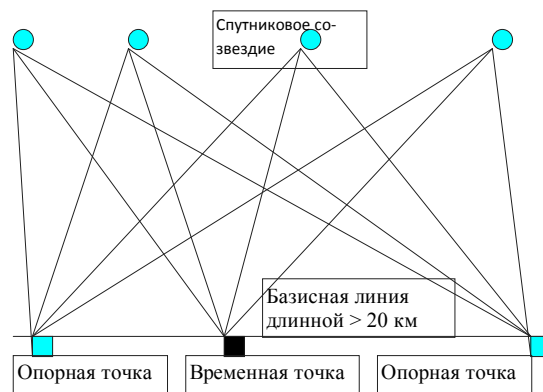 Спутниковое со-
звездие
Базисная линия
длинной > 20 км
Опорная точка
Временная точка
Опорная точка